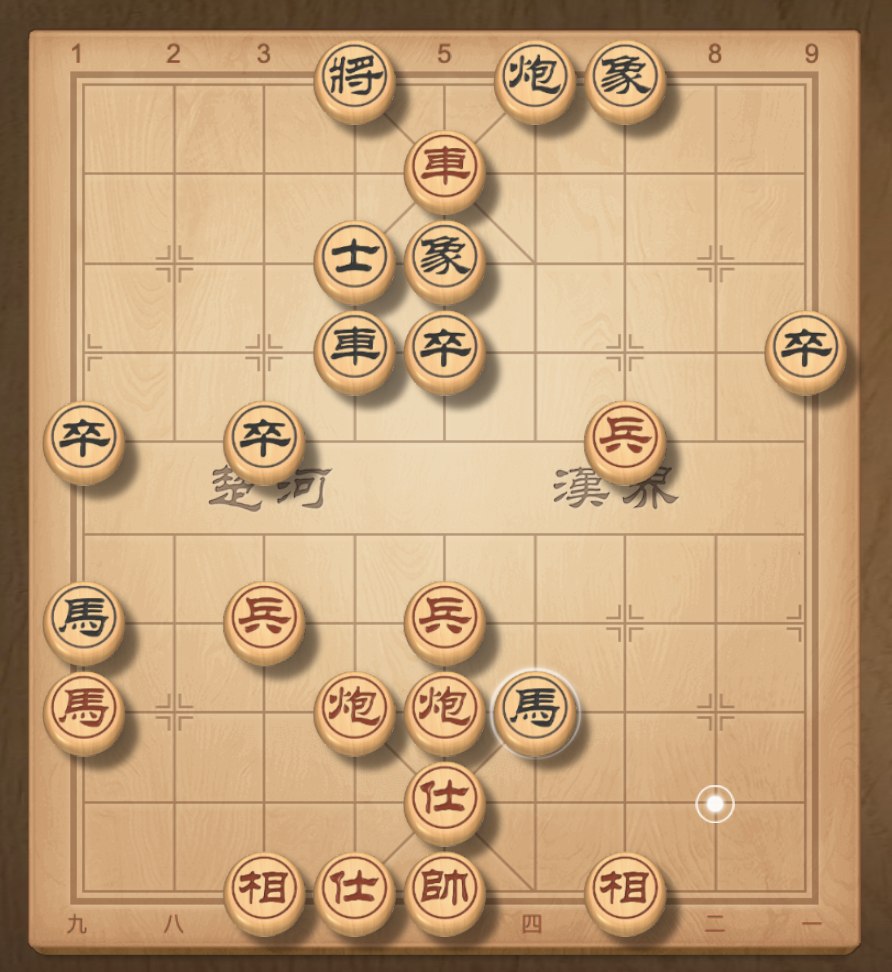 1 2 3 5 8 9
將 炮 象
車
士 象
車 卒 卒
卒 卒 兵
楚河 漢界
馬 兵 兵
馬 炮 炮 馬
仕
相 仕 帥 相
九 八 四 二 一